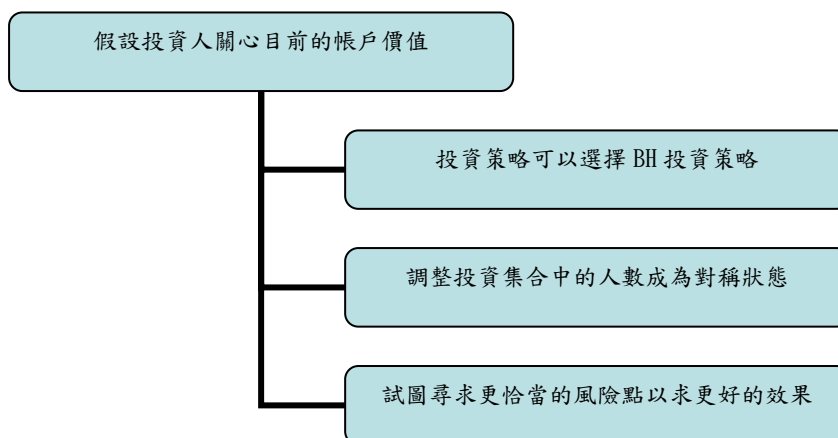 假設投資人關心目前的帳戶價值
投資策略可以選擇 BH 投資策略
調整投資集合中的人數成為對稱狀態
試圖尋求更恰當的風險點以求更好的效果